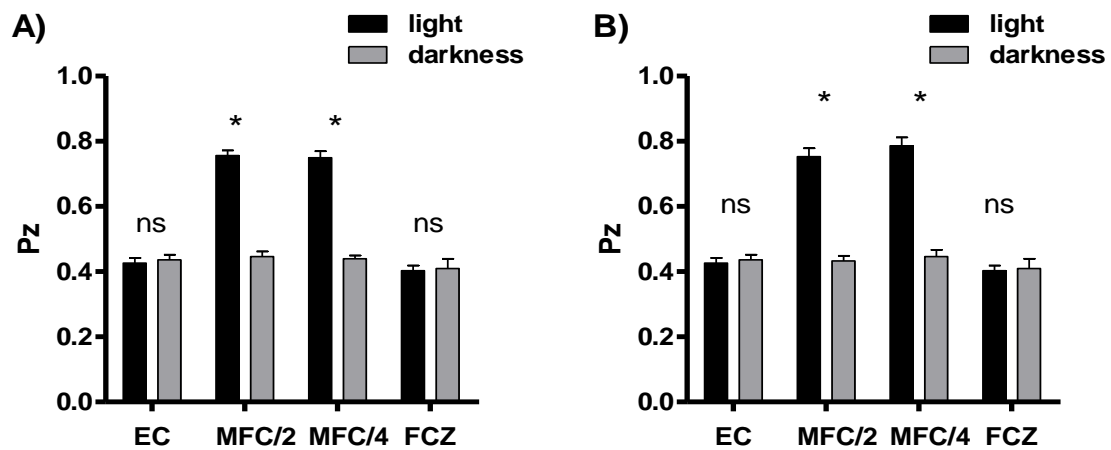 A)
light
darkness
1.0
0.8
0.6
0.4
0.2
0.0
Pz
ns
*
*
ns
EC MFC/2 MFC/4 FCZ
B)
light
darkness
1.0
0.8
0.6
0.4
0.2
0.0
Pz
ns
*
*
ns
EC MFC/2 MFC/4 FCZ